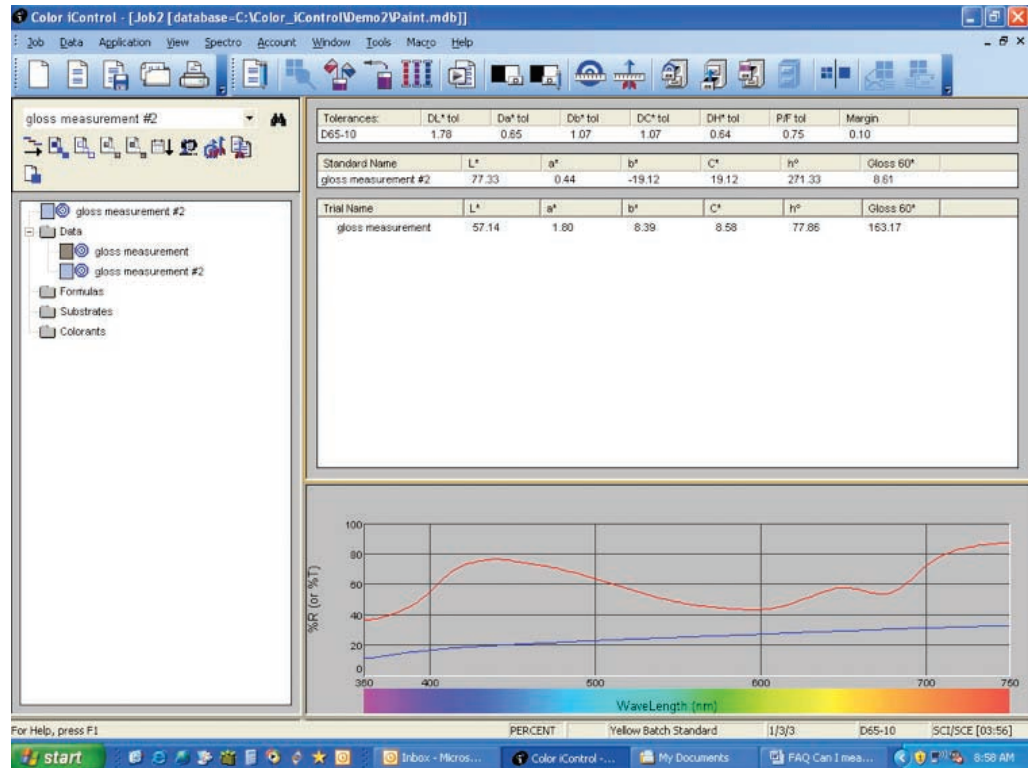 Color iControl - [Job2 [database=C:\Color_iControl\Demo2\Paint.mdb]]
Job Data Application View Spectro Account Window Tools Macro Help
gloss measurement #2
gloss measurement #2
Data
gloss measurement
gloss measurement #2
Formulas
Substrates
Colorants
Tolerances: DL* tol Da* tol Db* tol DC* tol DH* tol P/F tol Margin
D65-10 1.78 0.65 1.07 1.07 0.64 0.75 0.10
Standard Name L* a* b* C* h° Gloss 60*
gloss measurement #2 77.33 0.44 -19.12 19.12 271.33 8.61
Trial Name L* a* b* C* h° Gloss 60*
gloss measurement 57.14 1.80 8.39 8.58 77.86 163.17
%R (or %T)
100
80
60
40
20
0
360 400 500 600 700 760
WaveLength (nm)
For Help, press F1 PERCENT Yellow Batch Standard 1/3/3 D65-10 SCI/SCE [03:56]
start Inbox - Micros... Color iControl -... My Documents FAQ Can I mea... 8:58 AM